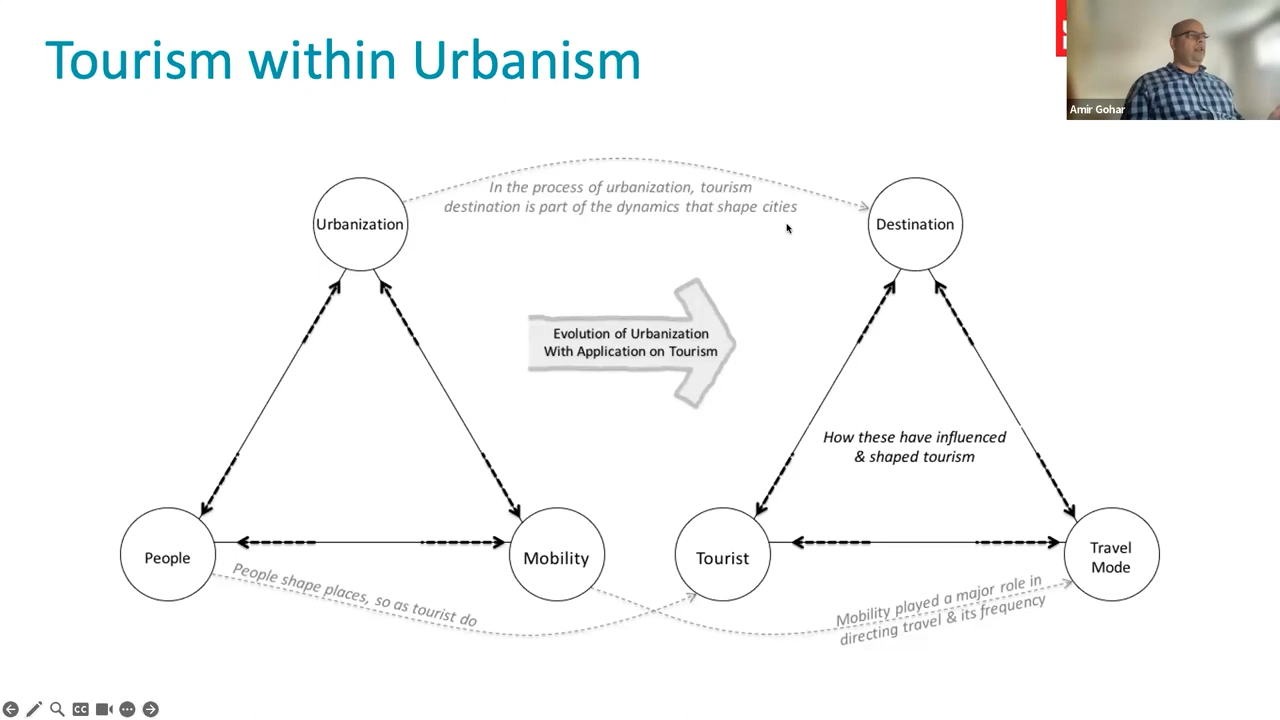 Tourism within Urbanism
Amir Gohar
In the process of urbanization, tourism
destination is part of the dynamics that shape cities
Urbanization
Destination
Evolution of Urbanization
With Application on Tourism
How these have influenced
& shaped tourism
People
Mobility
Tourist
Travel
Mode
People shape places, so as tourist do
Mobility played a major role in
directing travel & its frequency
CC